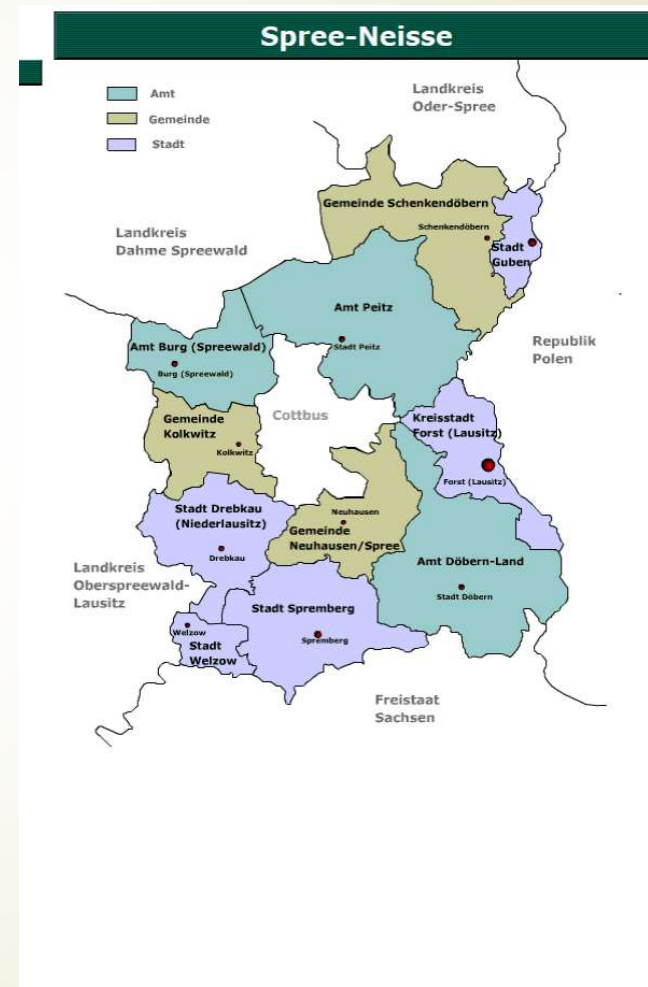 Spree-Neisse
Amt
Gemeinde
Stadt
Landkreis
Oder-Spree
Gemeinde Schenkendöbern
Schenkendöbern
Stadt
Guben
Landkreis
Dahme Spreewald
Amt Peitz
Stadt Peitz
Republik
Polen
Amt Burg (Spreewald)
Burg (Spreewald)
Cottbus
Gemeinde
Kolkwitz
Kolkwitz
Kreisstadt
Forst (Lausitz)
Forst (Lausitz)
Stadt Drebkau
(Niederlausitz)
Drebkau
Neuhausen
Gemeinde
Neuhausen/Spree
Amt Döbern-Land
Stadt Döbern
Landkreis
Oberspreewald-
Lausitz
Stadt Spremberg
Spremberg
Welzow
Stadt
Welzow
Freistaat
Sachsen